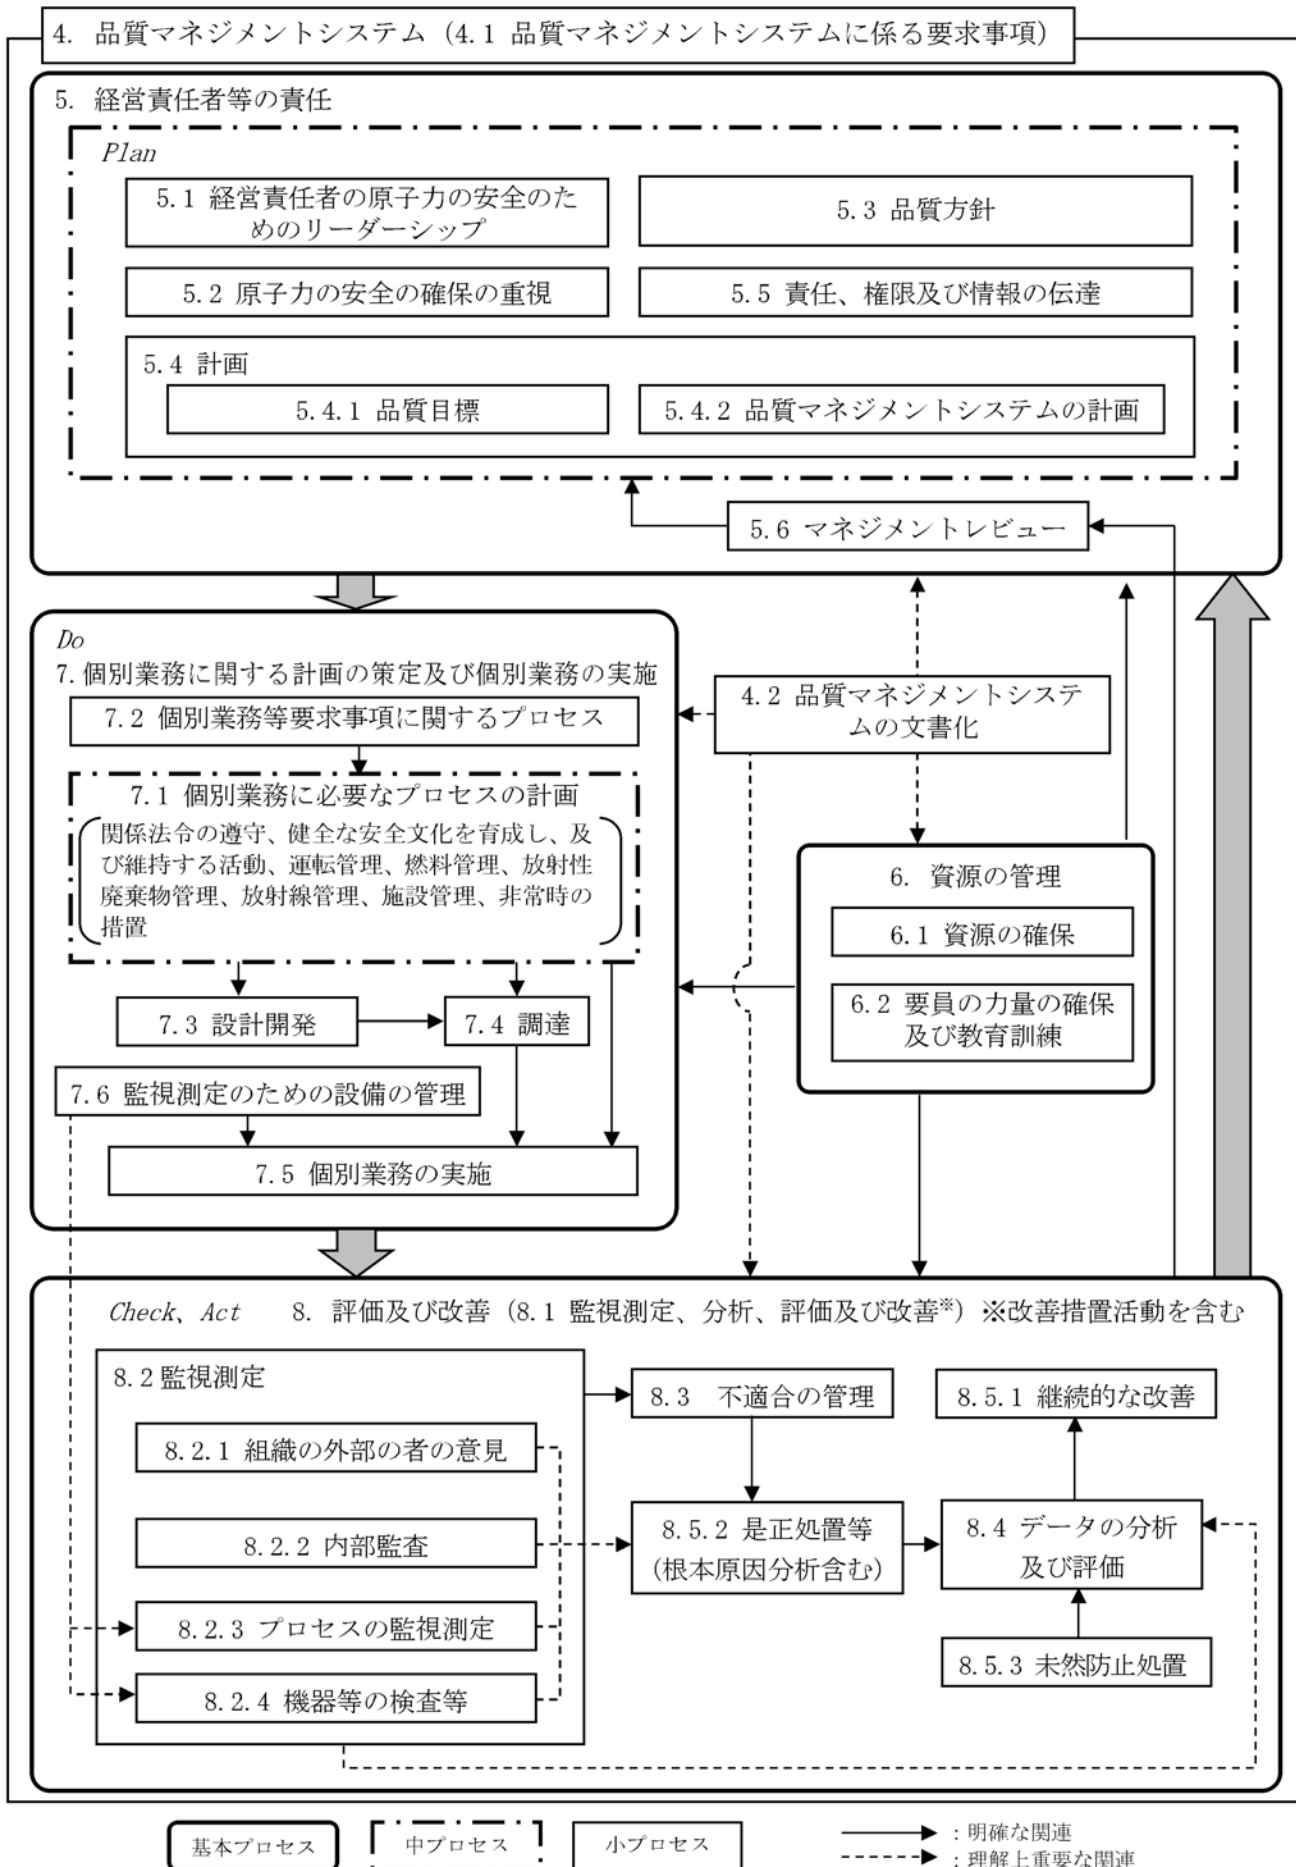 4. 品質マネジメントシステム（4.1 品質マネジメントシステムに係る要求事項）
5. 経営責任者等の責任
Plan
5.1 経営責任者の原子力の安全のた
めのリーダーシップ
5.3 品質方針
5.2 原子力の安全の確保の重視
5.5 責任、権限及び情報の伝達
5.4 計画
5.4.1 品質目標
5.4.2 品質マネジメントシステムの計画
5.6 マネジメントレビュー
Do
7. 個別業務に関する計画の策定及び個別業務の実施
7.2 個別業務等要求事項に関するプロセス
4.2 品質マネジメントシステ
ムの文書化
7.1 個別業務に必要なプロセスの計画
関係法令の遵守、健全な安全文化を育成し、及
び維持する活動、運転管理、燃料管理、放射性
廃棄物管理、放射線管理、施設管理、非常時の
措置
6. 資源の管理
6.1 資源の確保
6.2 要員の力量の確保
及び教育訓練
7.3 設計開発
7.4 調達
7.6 監視測定のための設備の管理
7.5 個別業務の実施
Check、Act 8. 評価及び改善（8.1 監視測定、分析、評価及び改善※）※改善措置活動を含む
8.2 監視測定
8.3 不適合の管理
8.5.1 継続的な改善
8.2.1 組織の外部の者の意見
8.2.2 内部監査
8.5.2 是正処置等
（根本原因分析含む）
8.4 データの分析
及び評価
8.2.3 プロセスの監視測定
8.5.3 未然防止処置
8.2.4 機器等の検査等
基本プロセス
中プロセス
小プロセス
：明確な関連
：理解上重要な関連